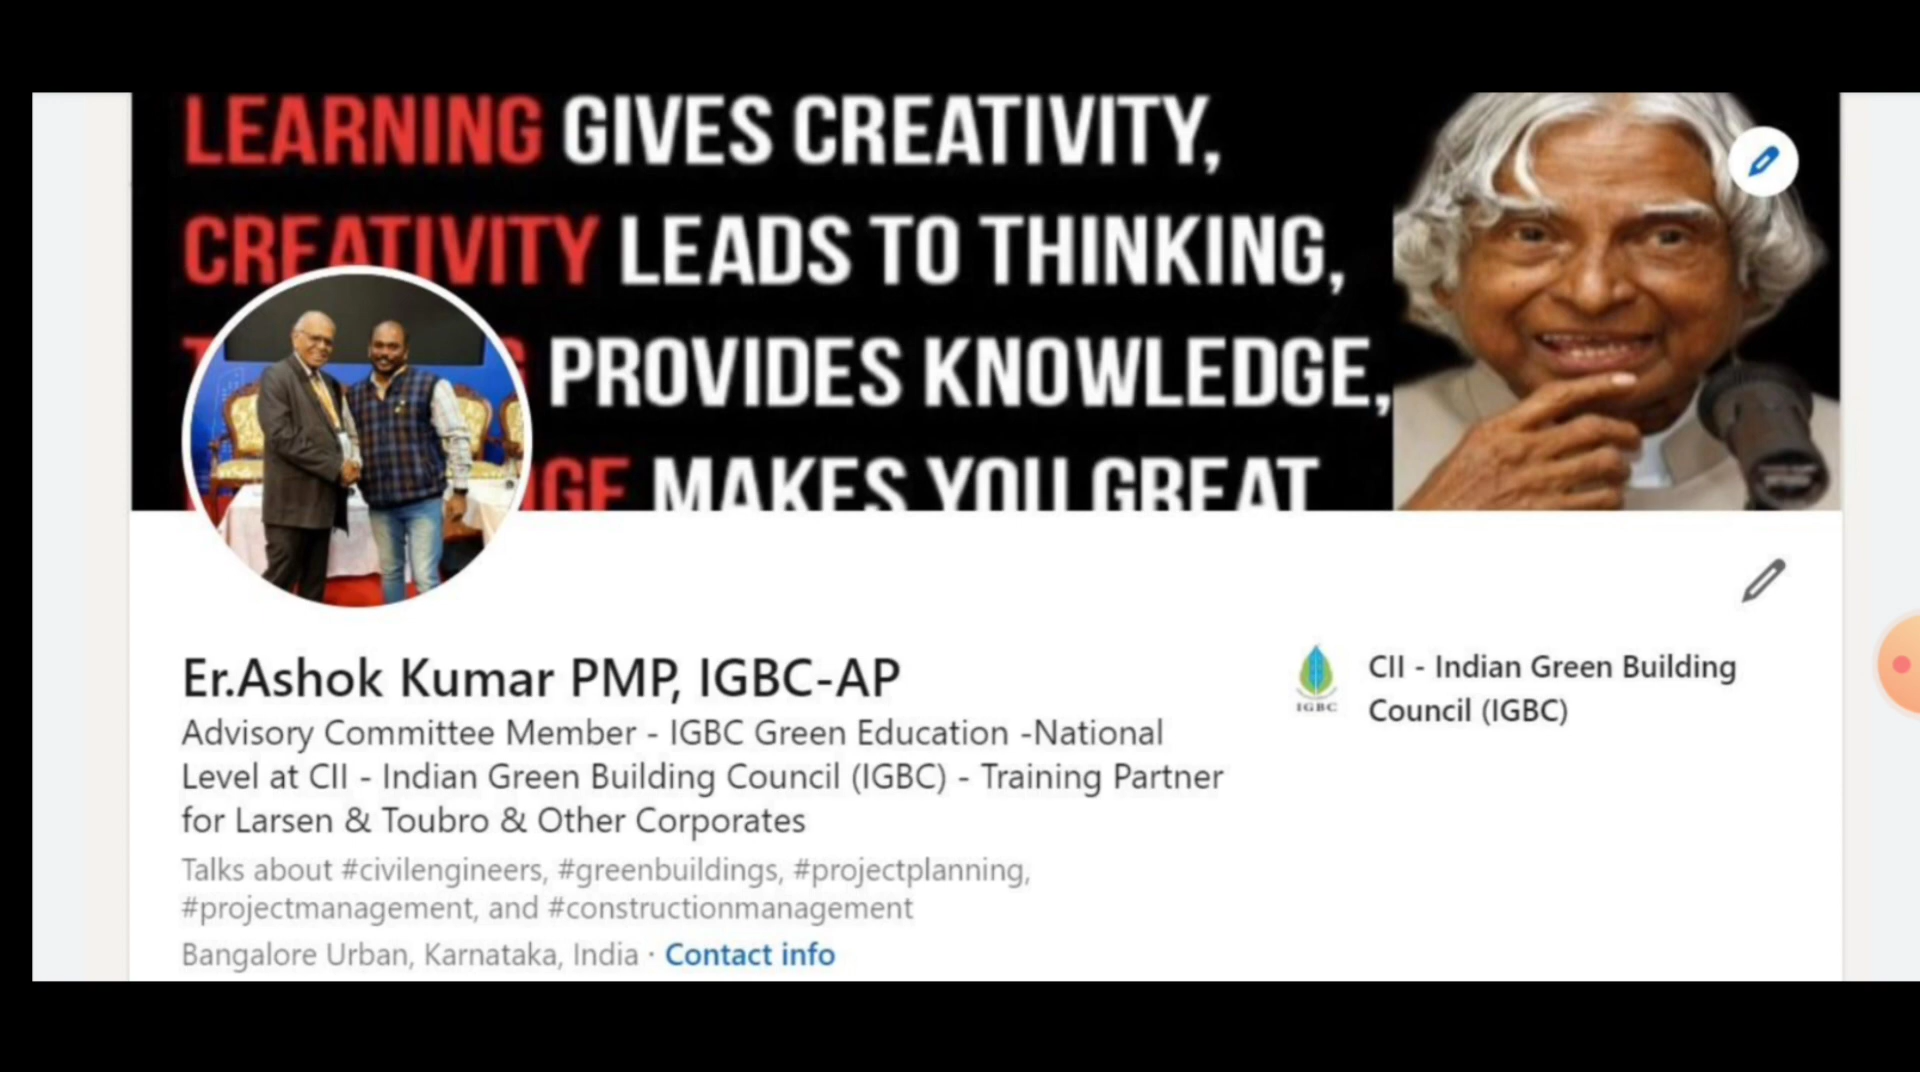 LEARNING GIVES CREATIVITY,
CREATIVITY LEADS TO THINKING,
PROVIDES KNOWLEDGE,
MAKES YOU GREAT
Er.Ashok Kumar PMP, IGBC-AP
Advisory Committee Member - IGBC Green Education -National
Level at CII - Indian Green Building Council (IGBC) - Training Partner
for Larsen & Toubro & Other Corporates
Talks about #civilengineers, #greenbuildings, #projectplanning,
#projectmanagement, and #constructionmanagement
Bangalore Urban, Karnataka, India · Contact info
IGBC
CII - Indian Green Building
Council (IGBC)